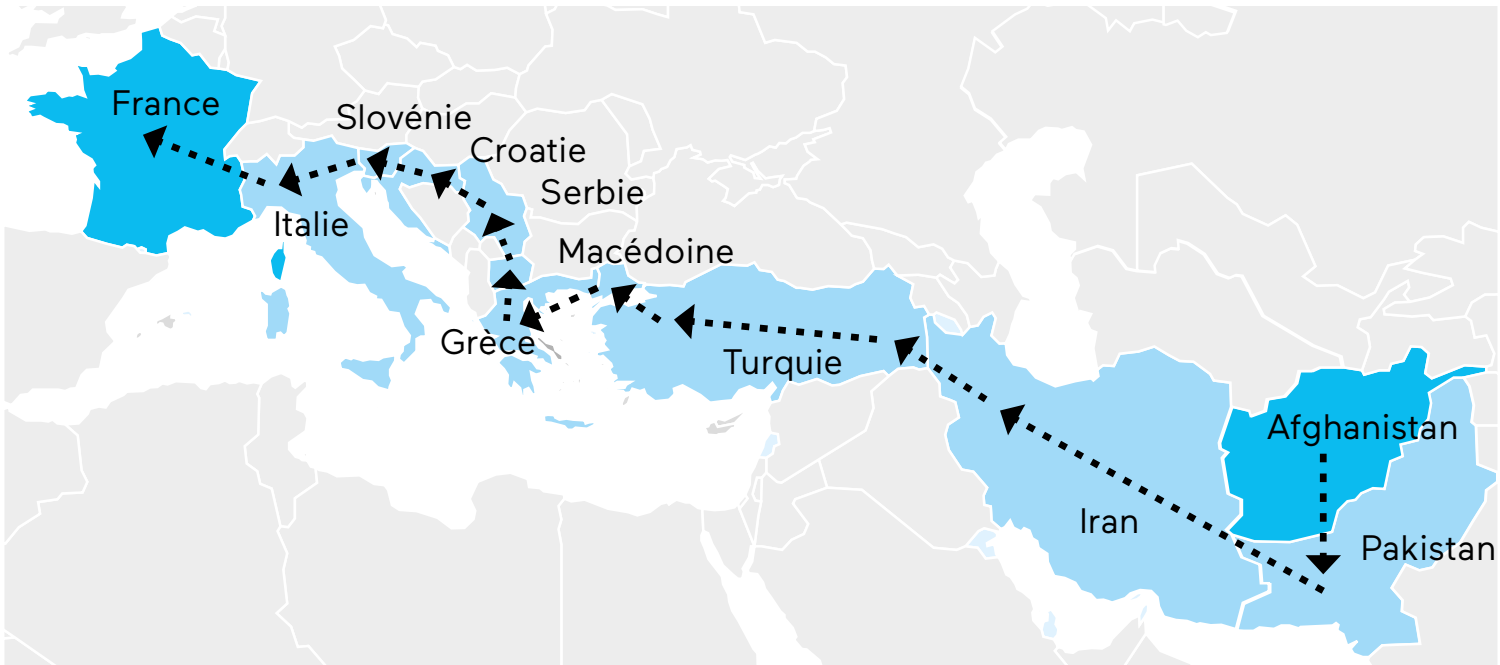 France
Slovénie
Croatie
Serbie
Italie
Macédoine
Grèce
Turquie
Afghanistan
Iran
Pakistan